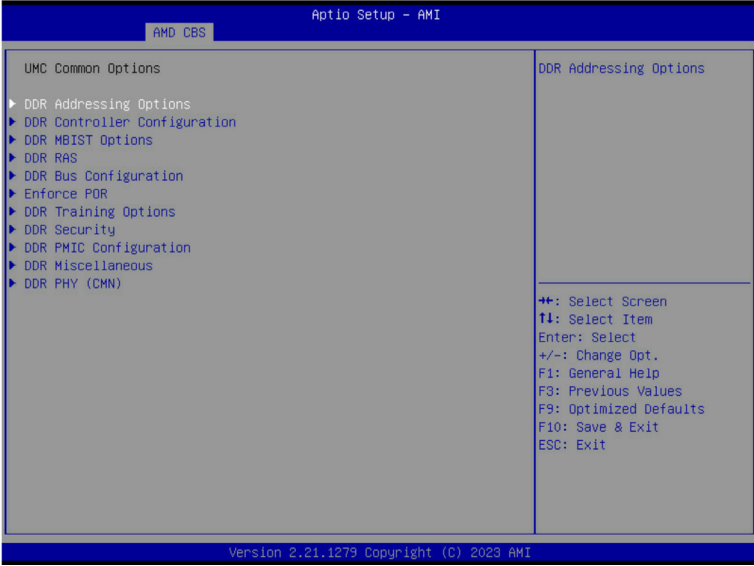 Aptio Setup – AMI
AMD CBS
UMC Common Options
DDR Addressing Options
DDR Controller Configuration
DDR MBIST Options
DDR RAS
DDR Bus Configuration
Enforce POR
DDR Training Options
DDR Security
DDR PMIC Configuration
DDR Miscellaneous
DDR PHY (CMN)
DDR Addressing Options
→←: Select Screen
↑↓: Select Item
Enter: Select
+/-: Change Opt.
F1: General Help
F3: Previous Values
F9: Optimized Defaults
F10: Save & Exit
ESC: Exit
Version 2.21.1279 Copyright (C) 2023 AMI